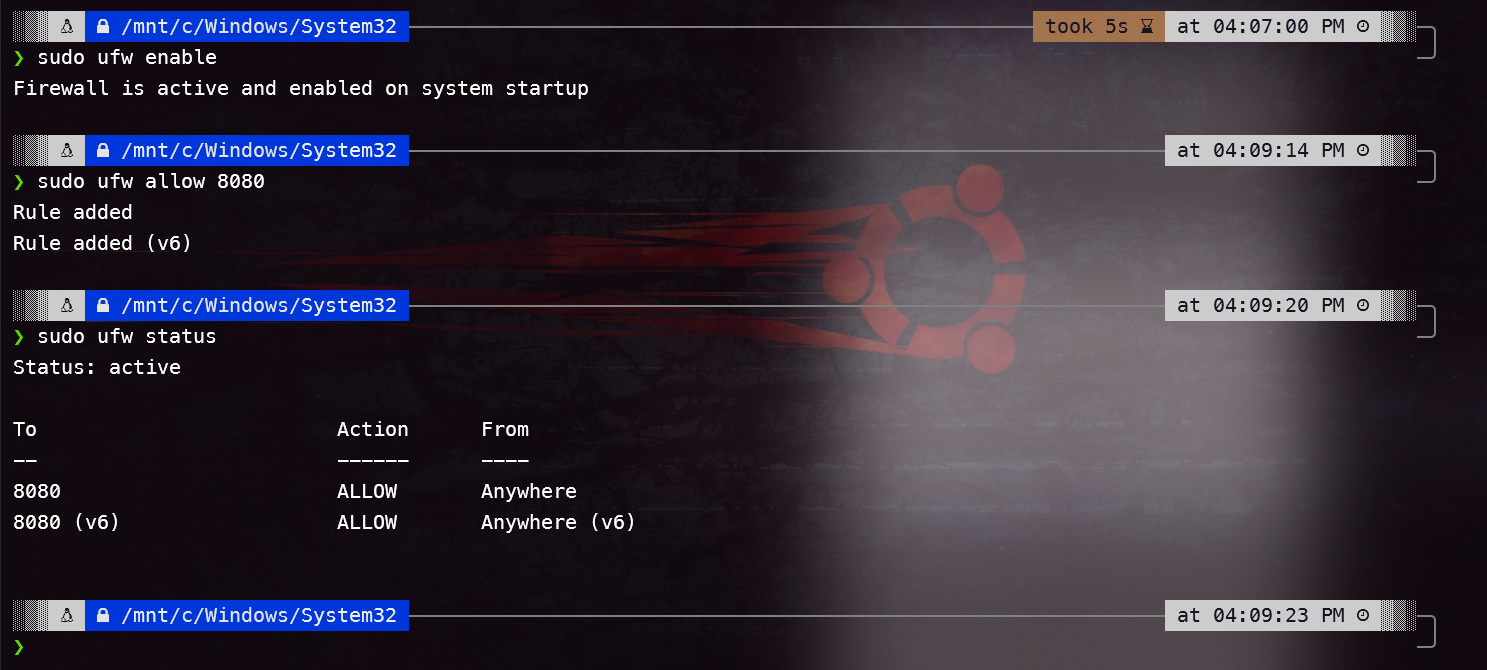 /mnt/c/Windows/System32 took 5s at 04:07:00 PM
❯ sudo ufw enable
Firewall is active and enabled on system startup
/mnt/c/Windows/System32 at 04:09:14 PM
❯ sudo ufw allow 8080
Rule added
Rule added (v6)
/mnt/c/Windows/System32 at 04:09:20 PM
❯ sudo ufw status
Status: active
To Action From
-- ------ ----
8080 ALLOW Anywhere
8080 (v6) ALLOW Anywhere (v6)
/mnt/c/Windows/System32 at 04:09:23 PM
❯